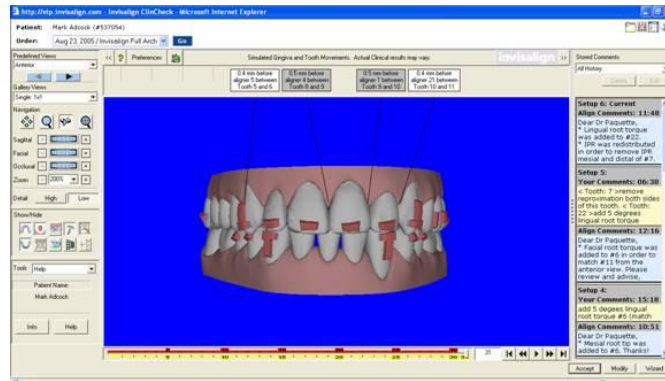 http://vip.invisalign.com - Invisalign ClinCheck - Microsoft Internet Explorer
Patient: Mark Adcock (#537054)
Order: Aug 23, 2005 / Invisalign Full Arch Go
Predefined Views
Anterior
Gallery Views
Single: 1x1
Navigation
Sagittal
Facial
Occlusal
Zoom 200%
Detail High Low
Show/Hide
Tools Help
Patient Name:
Mark Adcock
Info Help
Preferences
Simulated Gingiva and Tooth Movements. Actual Clinical results may vary.
invisalign
0.4 mm before
aligner 5 between
Tooth 5 and 6
0.5 mm before
aligner 4 between
Tooth 8 and 9
0.5 mm before
aligner 1 between
Tooth 9 and 10
0.4 mm before
aligner 21 between
Tooth 10 and 11
Stored Comments
All History
Setup 6: Current
Align Comments: 11:48
Dear Dr Paquette,
* Lingual root torque
was added to #22.
* IPR was redistributed
in order to remove IPR
mesial and distal of #7.
Setup 5:
Your Comments: 06:38
< Tooth: 7 >remove
reproximation both sides
of this tooth. < Tooth:
22 >add 5 degrees
lingual root torque
Align Comments: 12:16
Dear Dr Paquette,
* Facial root torque was
added to #6 in order to
match #11 from the
anterior view. Please
review and advise,
Setup 4:
Your Comments: 15:18
add 5 degees lingual
root torque #6 (match
Align Comments: 10:51
Dear Dr Paquette,
* Mesial root tip was
added to #6. Thanks!
31
Accept Modify Wizard